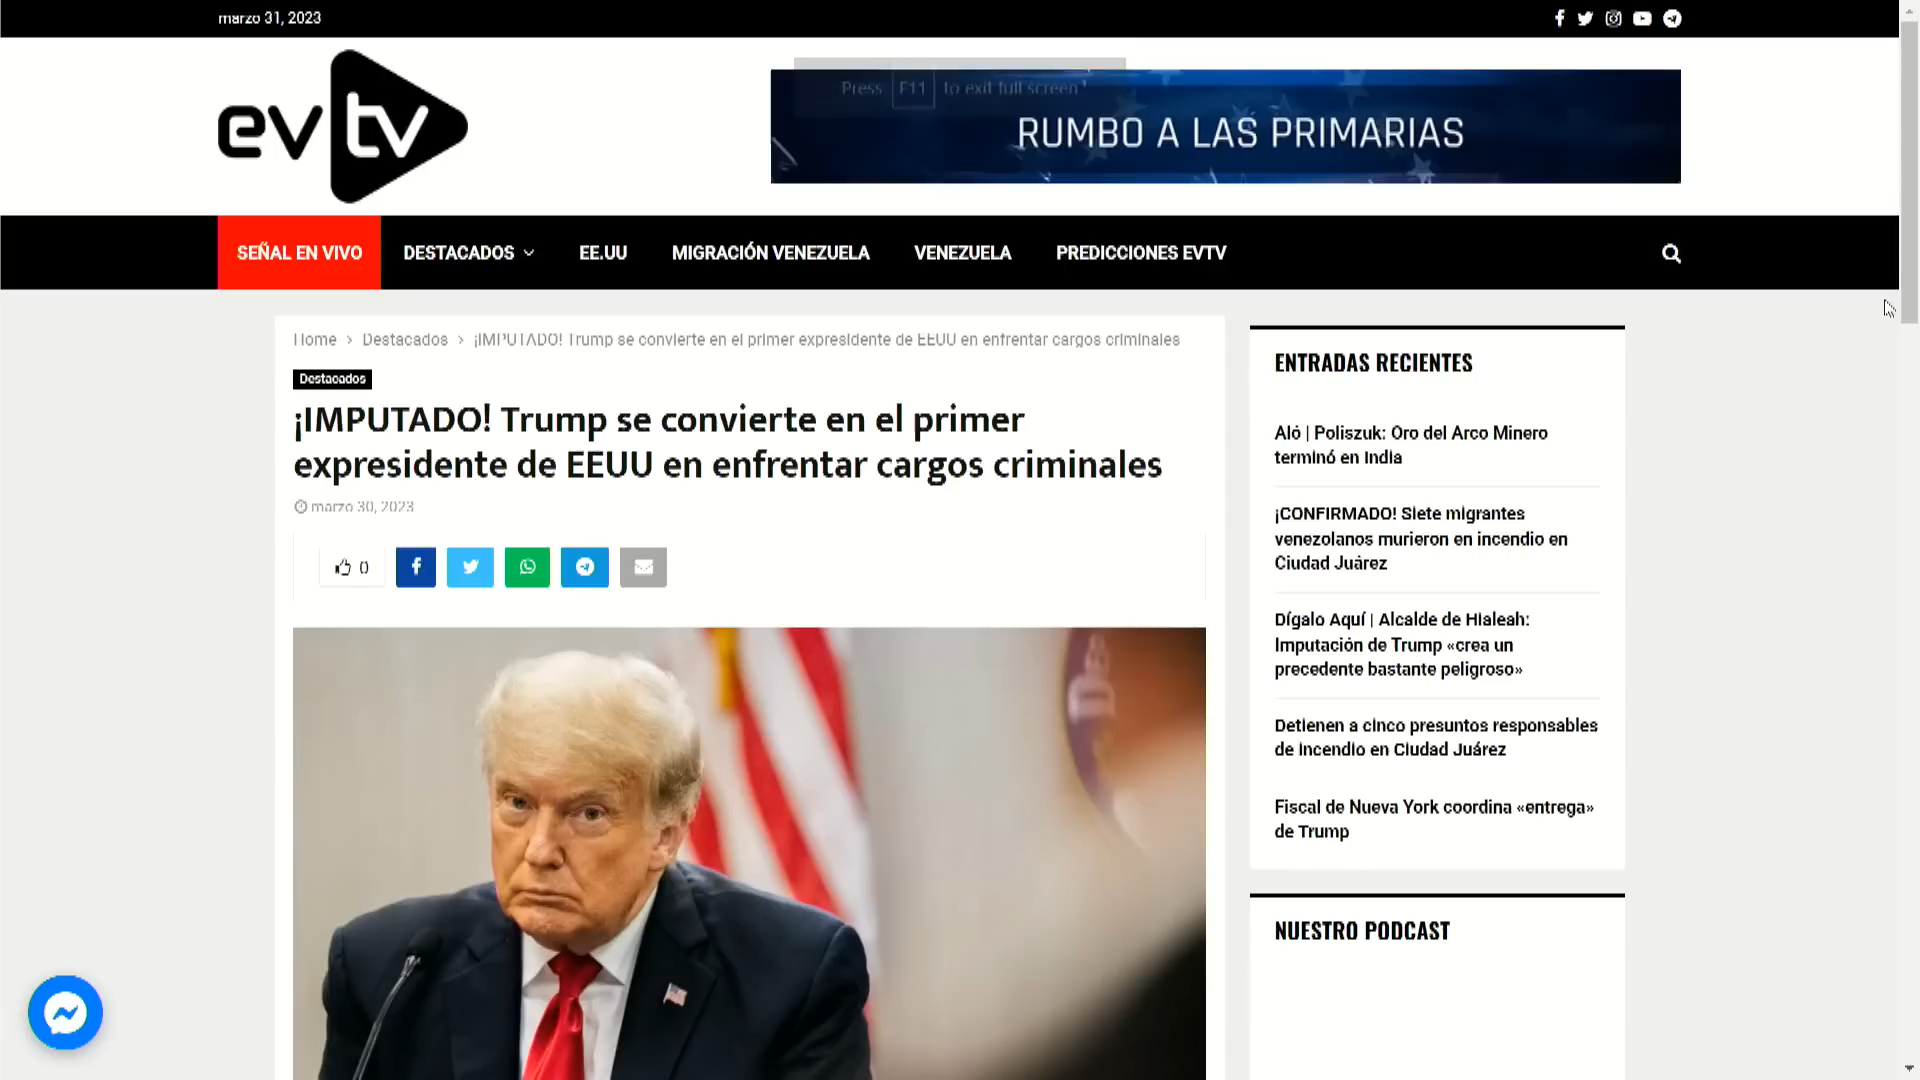 marzo 31, 2023
evtv
Press F11 to exit full screen
RUMBO A LAS PRIMARIAS
SEÑAL EN VIVO
DESTACADOS
EE.UU
MIGRACIÓN VENEZUELA
VENEZUELA
PREDICCIONES EVTV
Home > Destacados > ¡IMPUTADO! Trump se convierte en el primer expresidente de EEUU en enfrentar cargos criminales
Destacados
¡IMPUTADO! Trump se convierte en el primer
expresidente de EEUU en enfrentar cargos criminales
marzo 30, 2023
0
ENTRADAS RECIENTES
Aló | Poliszuk: Oro del Arco Minero
terminó en India
¡CONFIRMADO! Siete migrantes
venezolanos murieron en incendio en
Ciudad Juárez
Dígalo Aquí | Alcalde de Hialeah:
Imputación de Trump «crea un
precedente bastante peligroso»
Detienen a cinco presuntos responsables
de incendio en Ciudad Juárez
Fiscal de Nueva York coordina «entrega»
de Trump
NUESTRO PODCAST